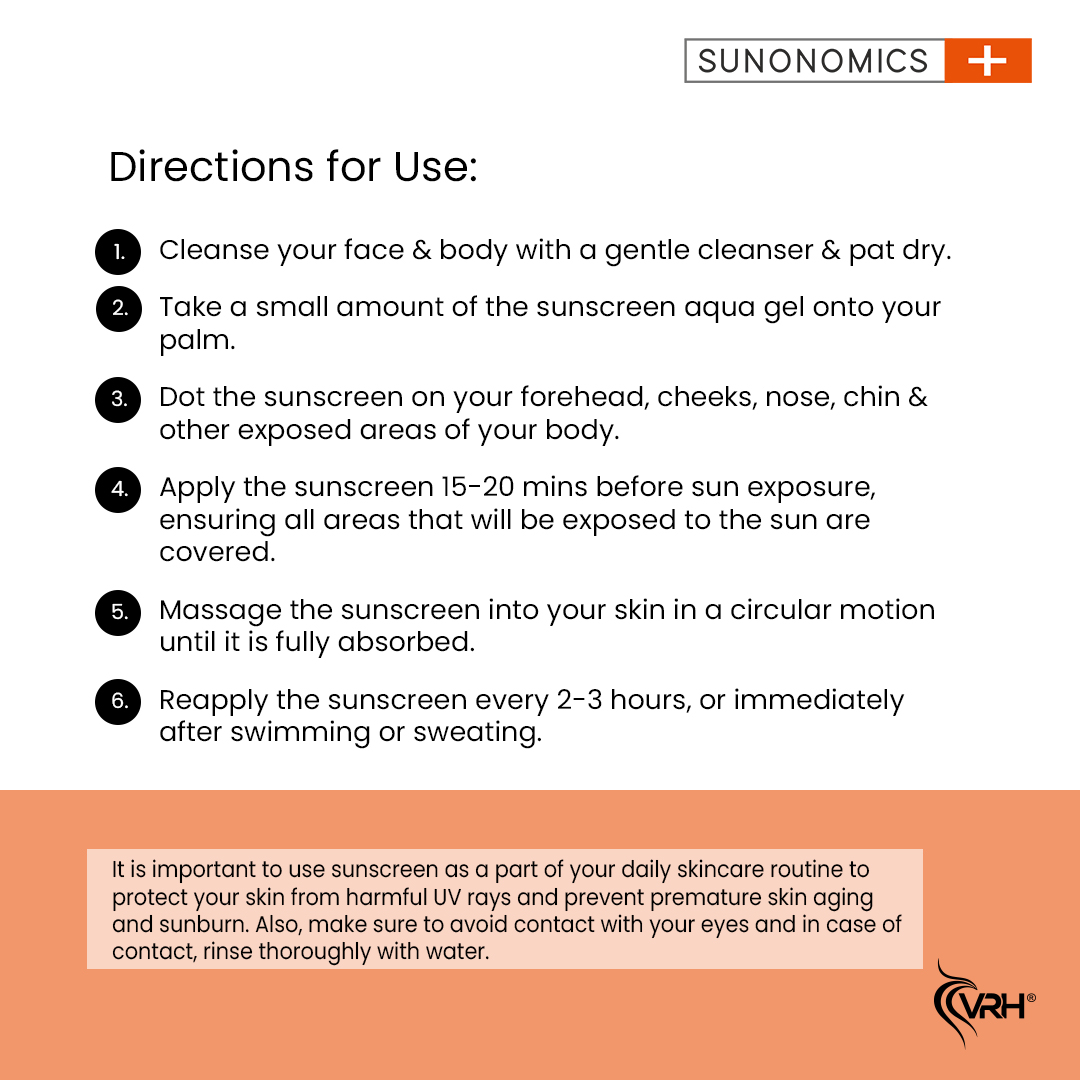 SUNONOMICS +
Directions for Use:
1. Cleanse your face & body with a gentle cleanser & pat dry.
2. Take a small amount of the sunscreen aqua gel onto your
palm.
3. Dot the sunscreen on your forehead, cheeks, nose, chin &
other exposed areas of your body.
4. Apply the sunscreen 15-20 mins before sun exposure,
ensuring all areas that will be exposed to the sun are
covered.
5. Massage the sunscreen into your skin in a circular motion
until it is fully absorbed.
6. Reapply the sunscreen every 2-3 hours, or immediately
after swimming or sweating.
It is important to use sunscreen as a part of your daily skincare routine to
protect your skin from harmful UV rays and prevent premature skin aging
and sunburn. Also, make sure to avoid contact with your eyes and in case of
contact, rinse thoroughly with water.
VRH®